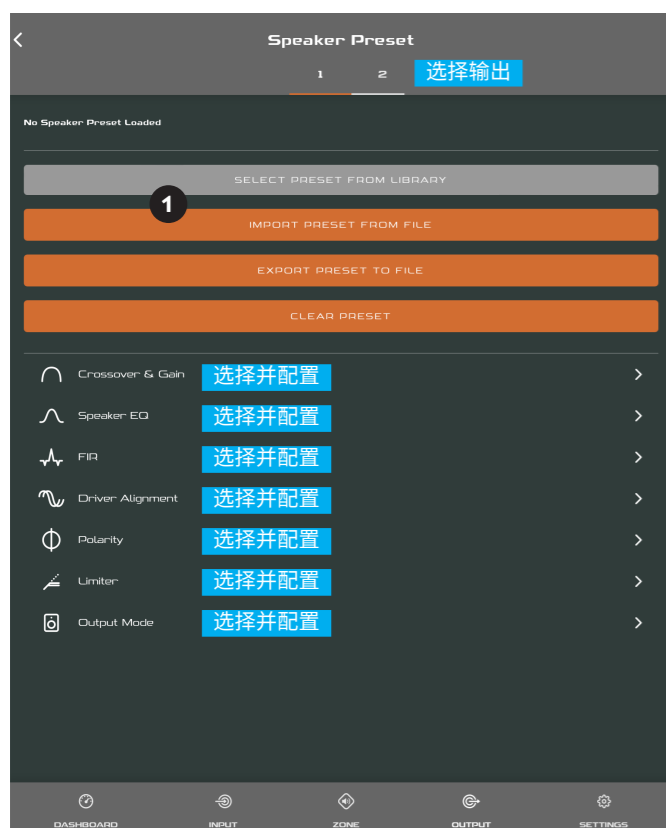 Speaker Preset
1 2 选择输出
No Speaker Preset Loaded
SELECT PRESET FROM LIBRARY
1
IMPORT PRESET FROM FILE
EXPORT PRESET TO FILE
CLEAR PRESET
Crossover & Gain 选择并配置
Speaker EQ 选择并配置
FIR 选择并配置
Driver Alignment 选择并配置
Polarity 选择并配置
Limiter 选择并配置
Output Mode 选择并配置
DASHBOARD INPUT ZONE OUTPUT SETTINGS